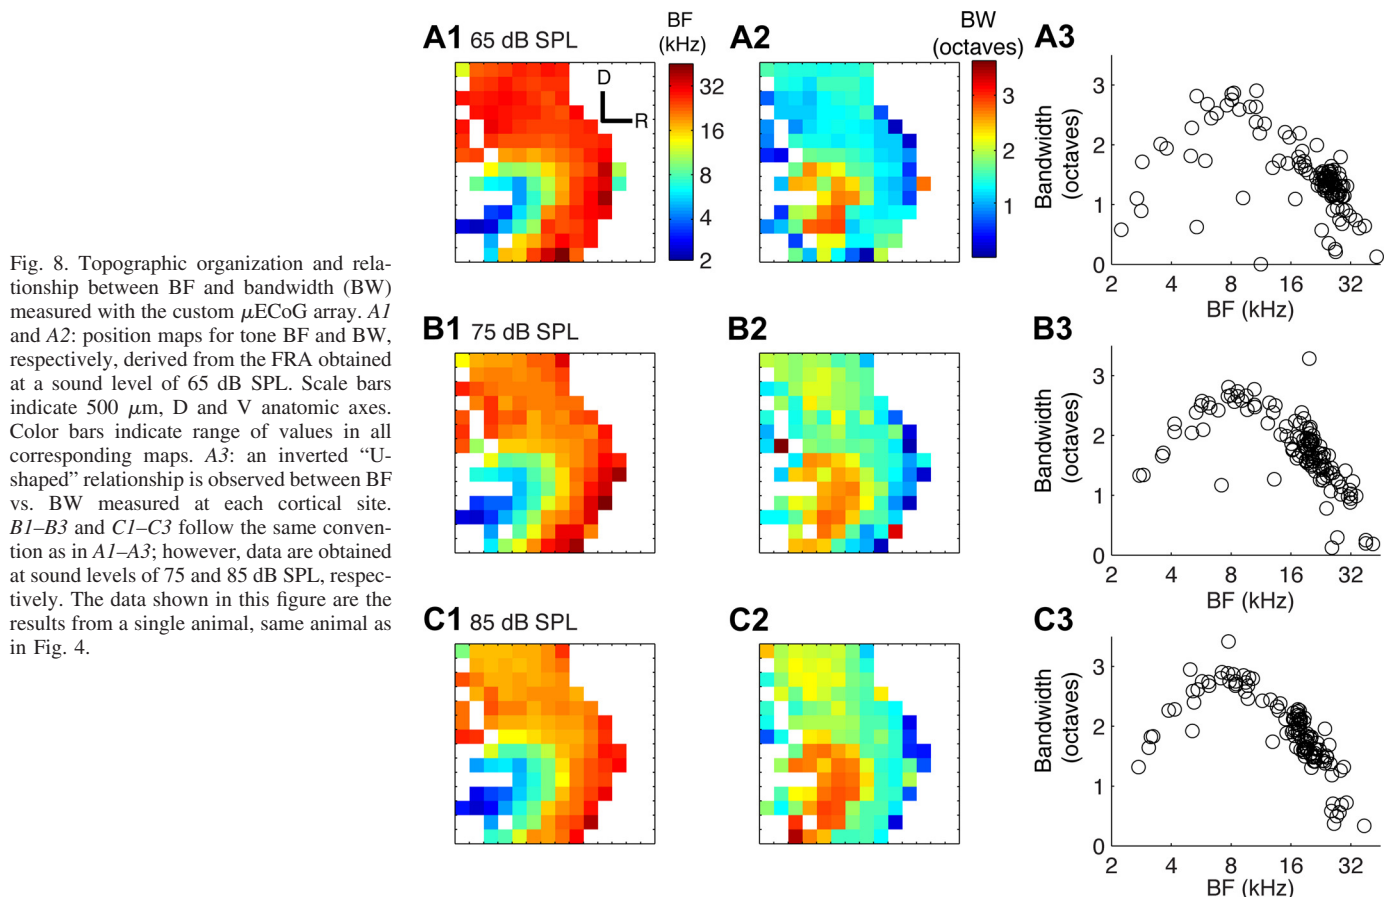 Fig. 8. Topographic organization and rela-
tionship between BF and bandwidth (BW)
measured with the custom μECoG array. A1
and A2: position maps for tone BF and BW,
respectively, derived from the FRA obtained
at a sound level of 65 dB SPL. Scale bars
indicate 500 μm, D and V anatomic axes.
Color bars indicate range of values in all
corresponding maps. A3: an inverted “U-
shaped” relationship is observed between BF
vs. BW measured at each cortical site.
B1–B3 and C1–C3 follow the same conven-
tion as in A1–A3; however, data are obtained
at sound levels of 75 and 85 dB SPL, respec-
tively. The data shown in this figure are the
results from a single animal, same animal as
in Fig. 4.
A1 65 dB SPL
BF
(kHz)
D
R
32
16
8
4
2
A2
BW
(octaves)
3
2
1
A3
Bandwidth
(octaves)
3
2
1
0
2 4 8 16 32
BF (kHz)
B1 75 dB SPL
B2
B3
Bandwidth
(octaves)
3
2
1
0
2 4 8 16 32
BF (kHz)
C1 85 dB SPL
C2
C3
Bandwidth
(octaves)
3
2
1
0
2 4 8 16 32
BF (kHz)